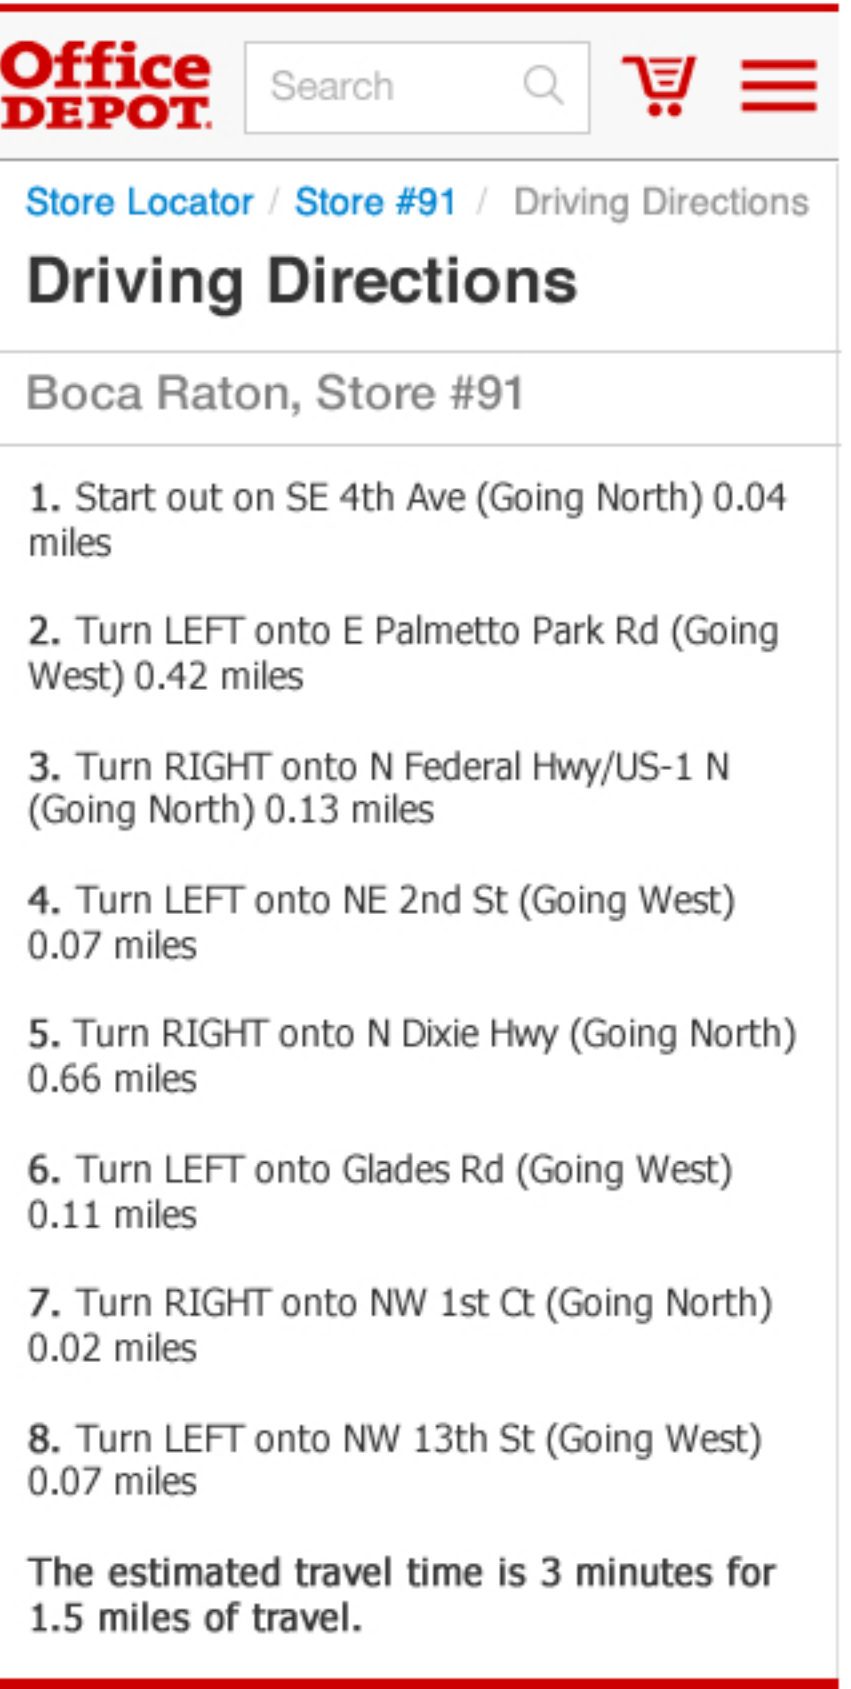 Office
DEPOT.
Search
Store Locator / Store #91 / Driving Directions
Driving Directions
Boca Raton, Store #91
1. Start out on SE 4th Ave (Going North) 0.04
miles
2. Turn LEFT onto E Palmetto Park Rd (Going
West) 0.42 miles
3. Turn RIGHT onto N Federal Hwy/US-1 N
(Going North) 0.13 miles
4. Turn LEFT onto NE 2nd St (Going West)
0.07 miles
5. Turn RIGHT onto N Dixie Hwy (Going North)
0.66 miles
6. Turn LEFT onto Glades Rd (Going West)
0.11 miles
7. Turn RIGHT onto NW 1st Ct (Going North)
0.02 miles
8. Turn LEFT onto NW 13th St (Going West)
0.07 miles
The estimated travel time is 3 minutes for
1.5 miles of travel.